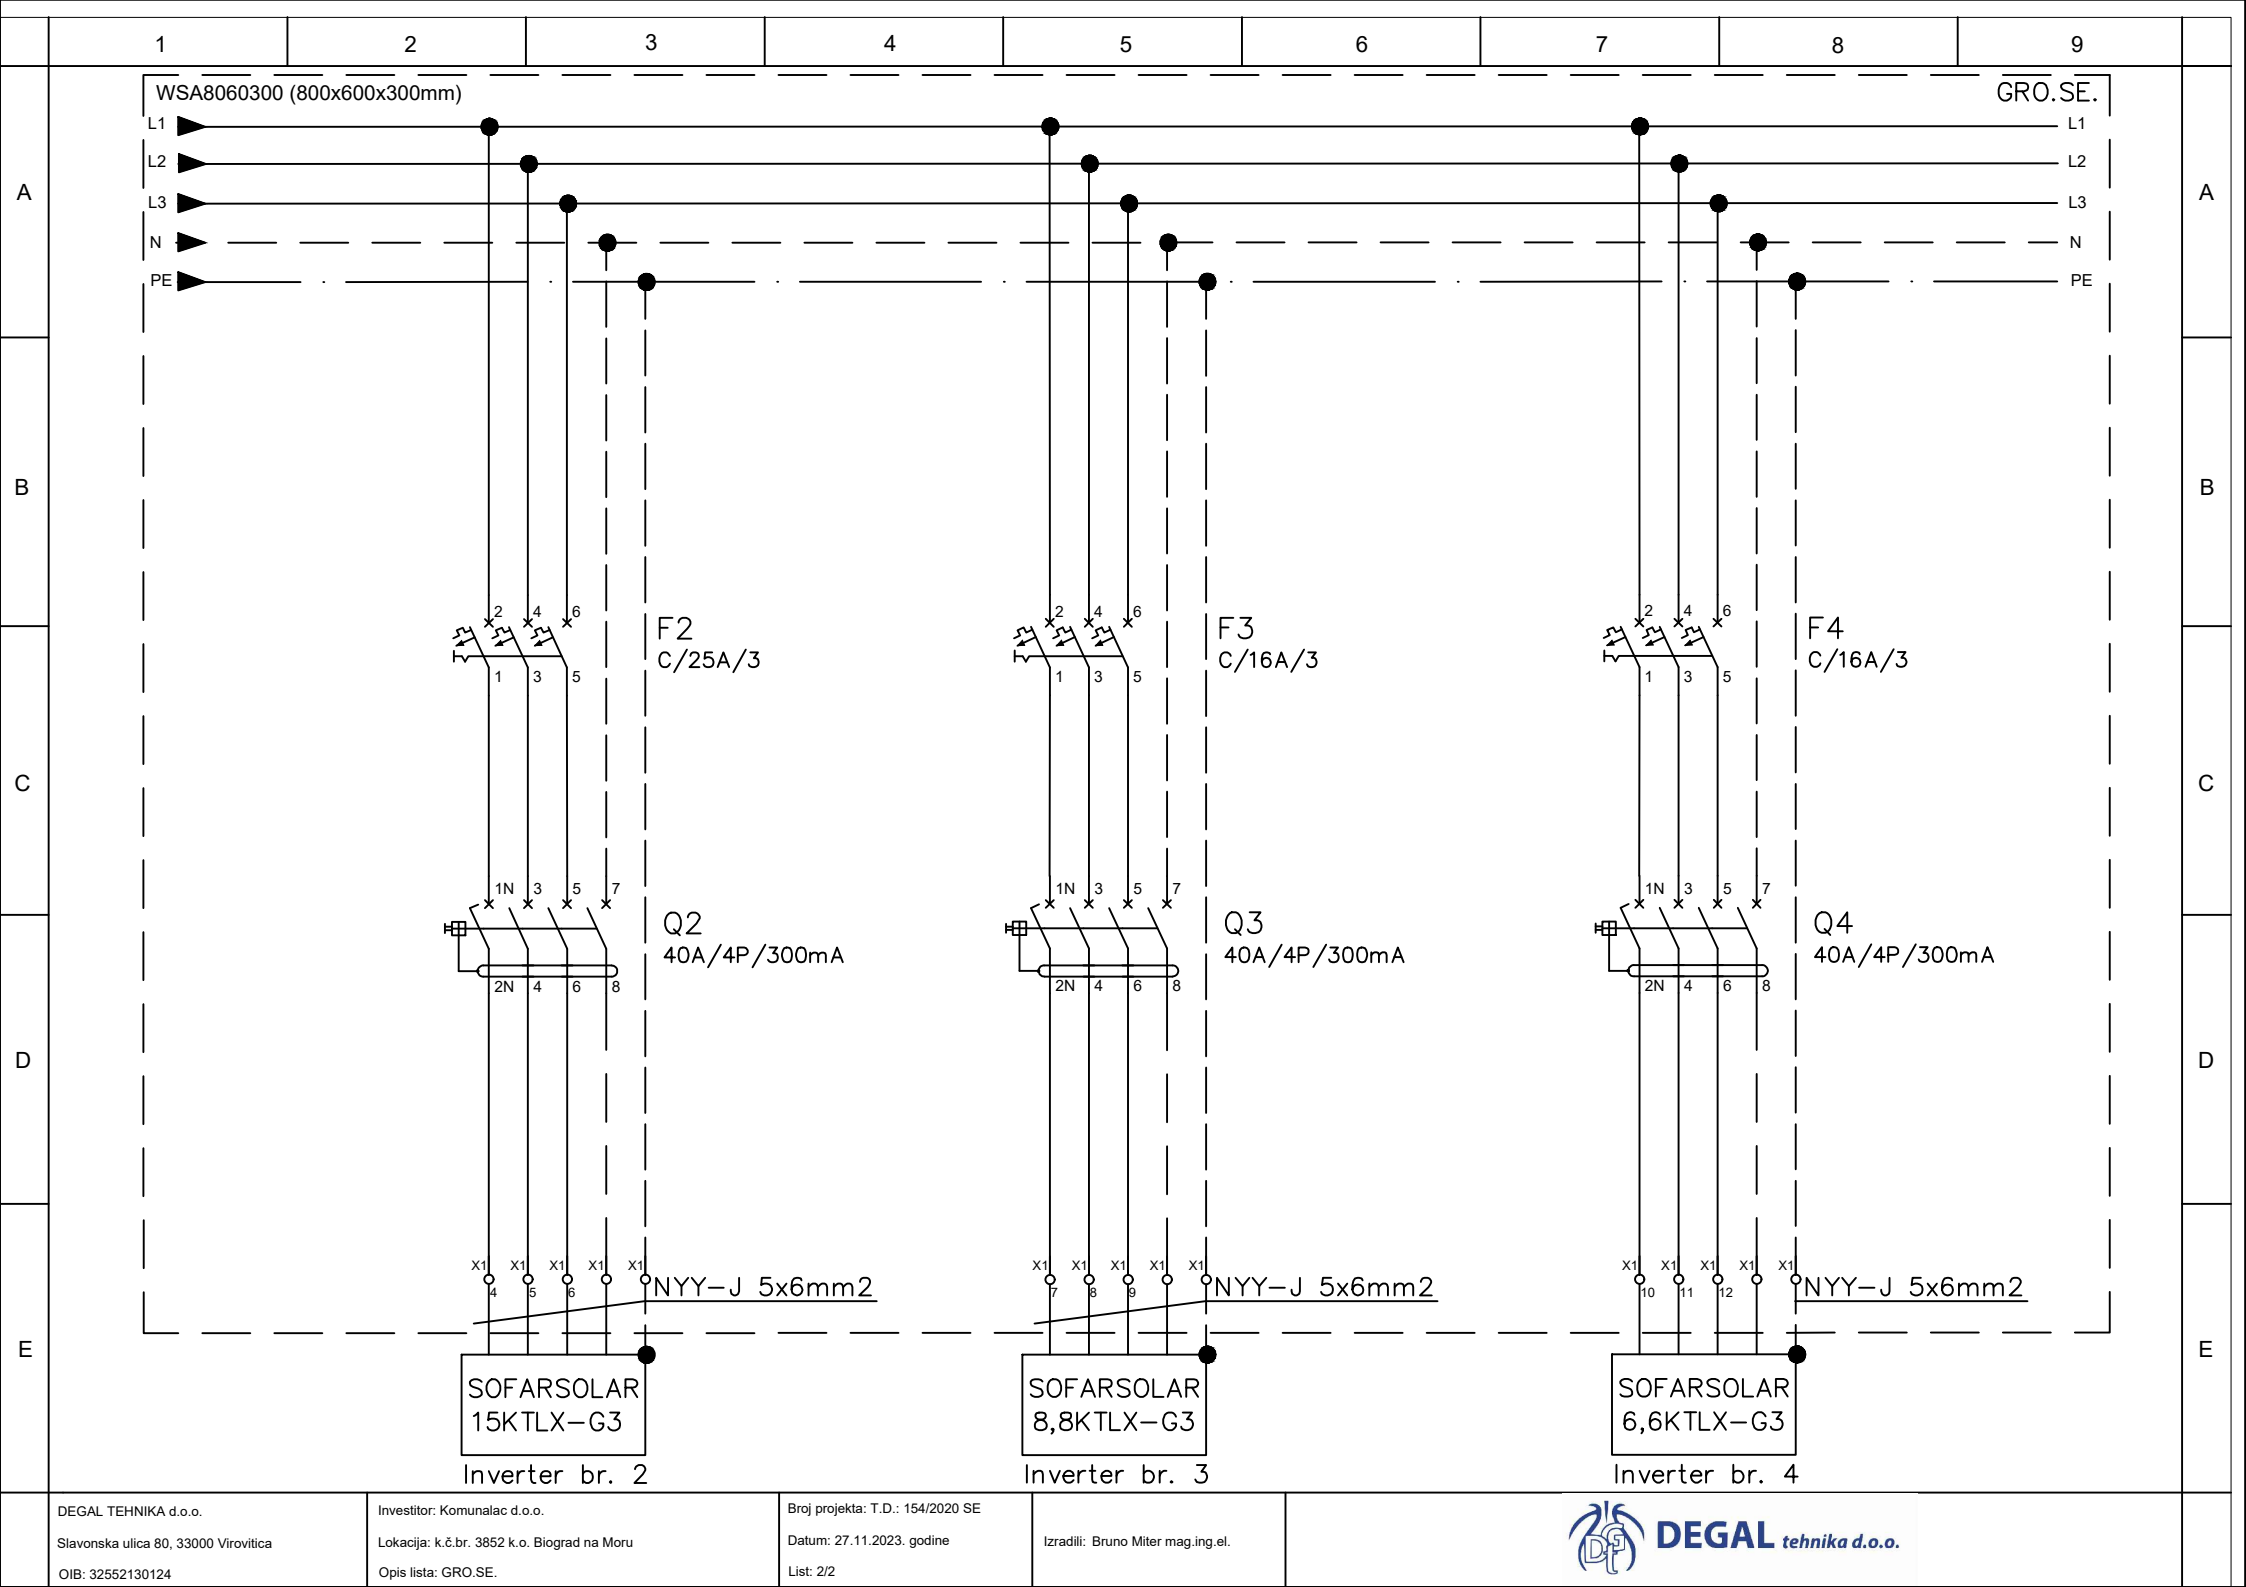 1 2 3 4 5 6 7 8 9
WSA8060300 (800x600x300mm) GRO.SE.
L1 L1
L2 L2
A A
L3 L3
N N
PE PE
B B
2 4 6 2 4 6 2 4 6
F2 F3 F4
C/25A/3 C/16A/3 C/16A/3
1 3 5 1 3 5 1 3 5
C C
1N 3 5 7 1N 3 5 7 1N 3 5 7
Q2 Q3 Q4
40A/4P/300mA 40A/4P/300mA 40A/4P/300mA
2N 4 6 8 2N 4 6 8 2N 4 6 8
D D
X1 X1 X1 X1 X1 X1 X1 X1 X1 X1 X1 X1 X1 X1 X1
NYY-J 5x6mm2 NYY-J 5x6mm2 NYY-J 5x6mm2
4 5 6 7 8 9 10 11 12
E E
SOFARSOLAR SOFARSOLAR SOFARSOLAR
15KTLX-G3 8,8KTLX-G3 6,6KTLX-G3
Inverter br. 2 Inverter br. 3 Inverter br. 4
DEGAL TEHNIKA d.o.o.
Slavonska ulica 80, 33000 Virovitica
OIB: 32552130124
Investitor: Komunalac d.o.o.
Lokacija: k.č.br. 3852 k.o. Biograd na Moru
Opis lista: GRO.SE.
Broj projekta: T.D.: 154/2020 SE
Datum: 27.11.2023. godine
List: 2/2
Izradili: Bruno Miter mag.ing.el.
DEGAL tehnika d.o.o.